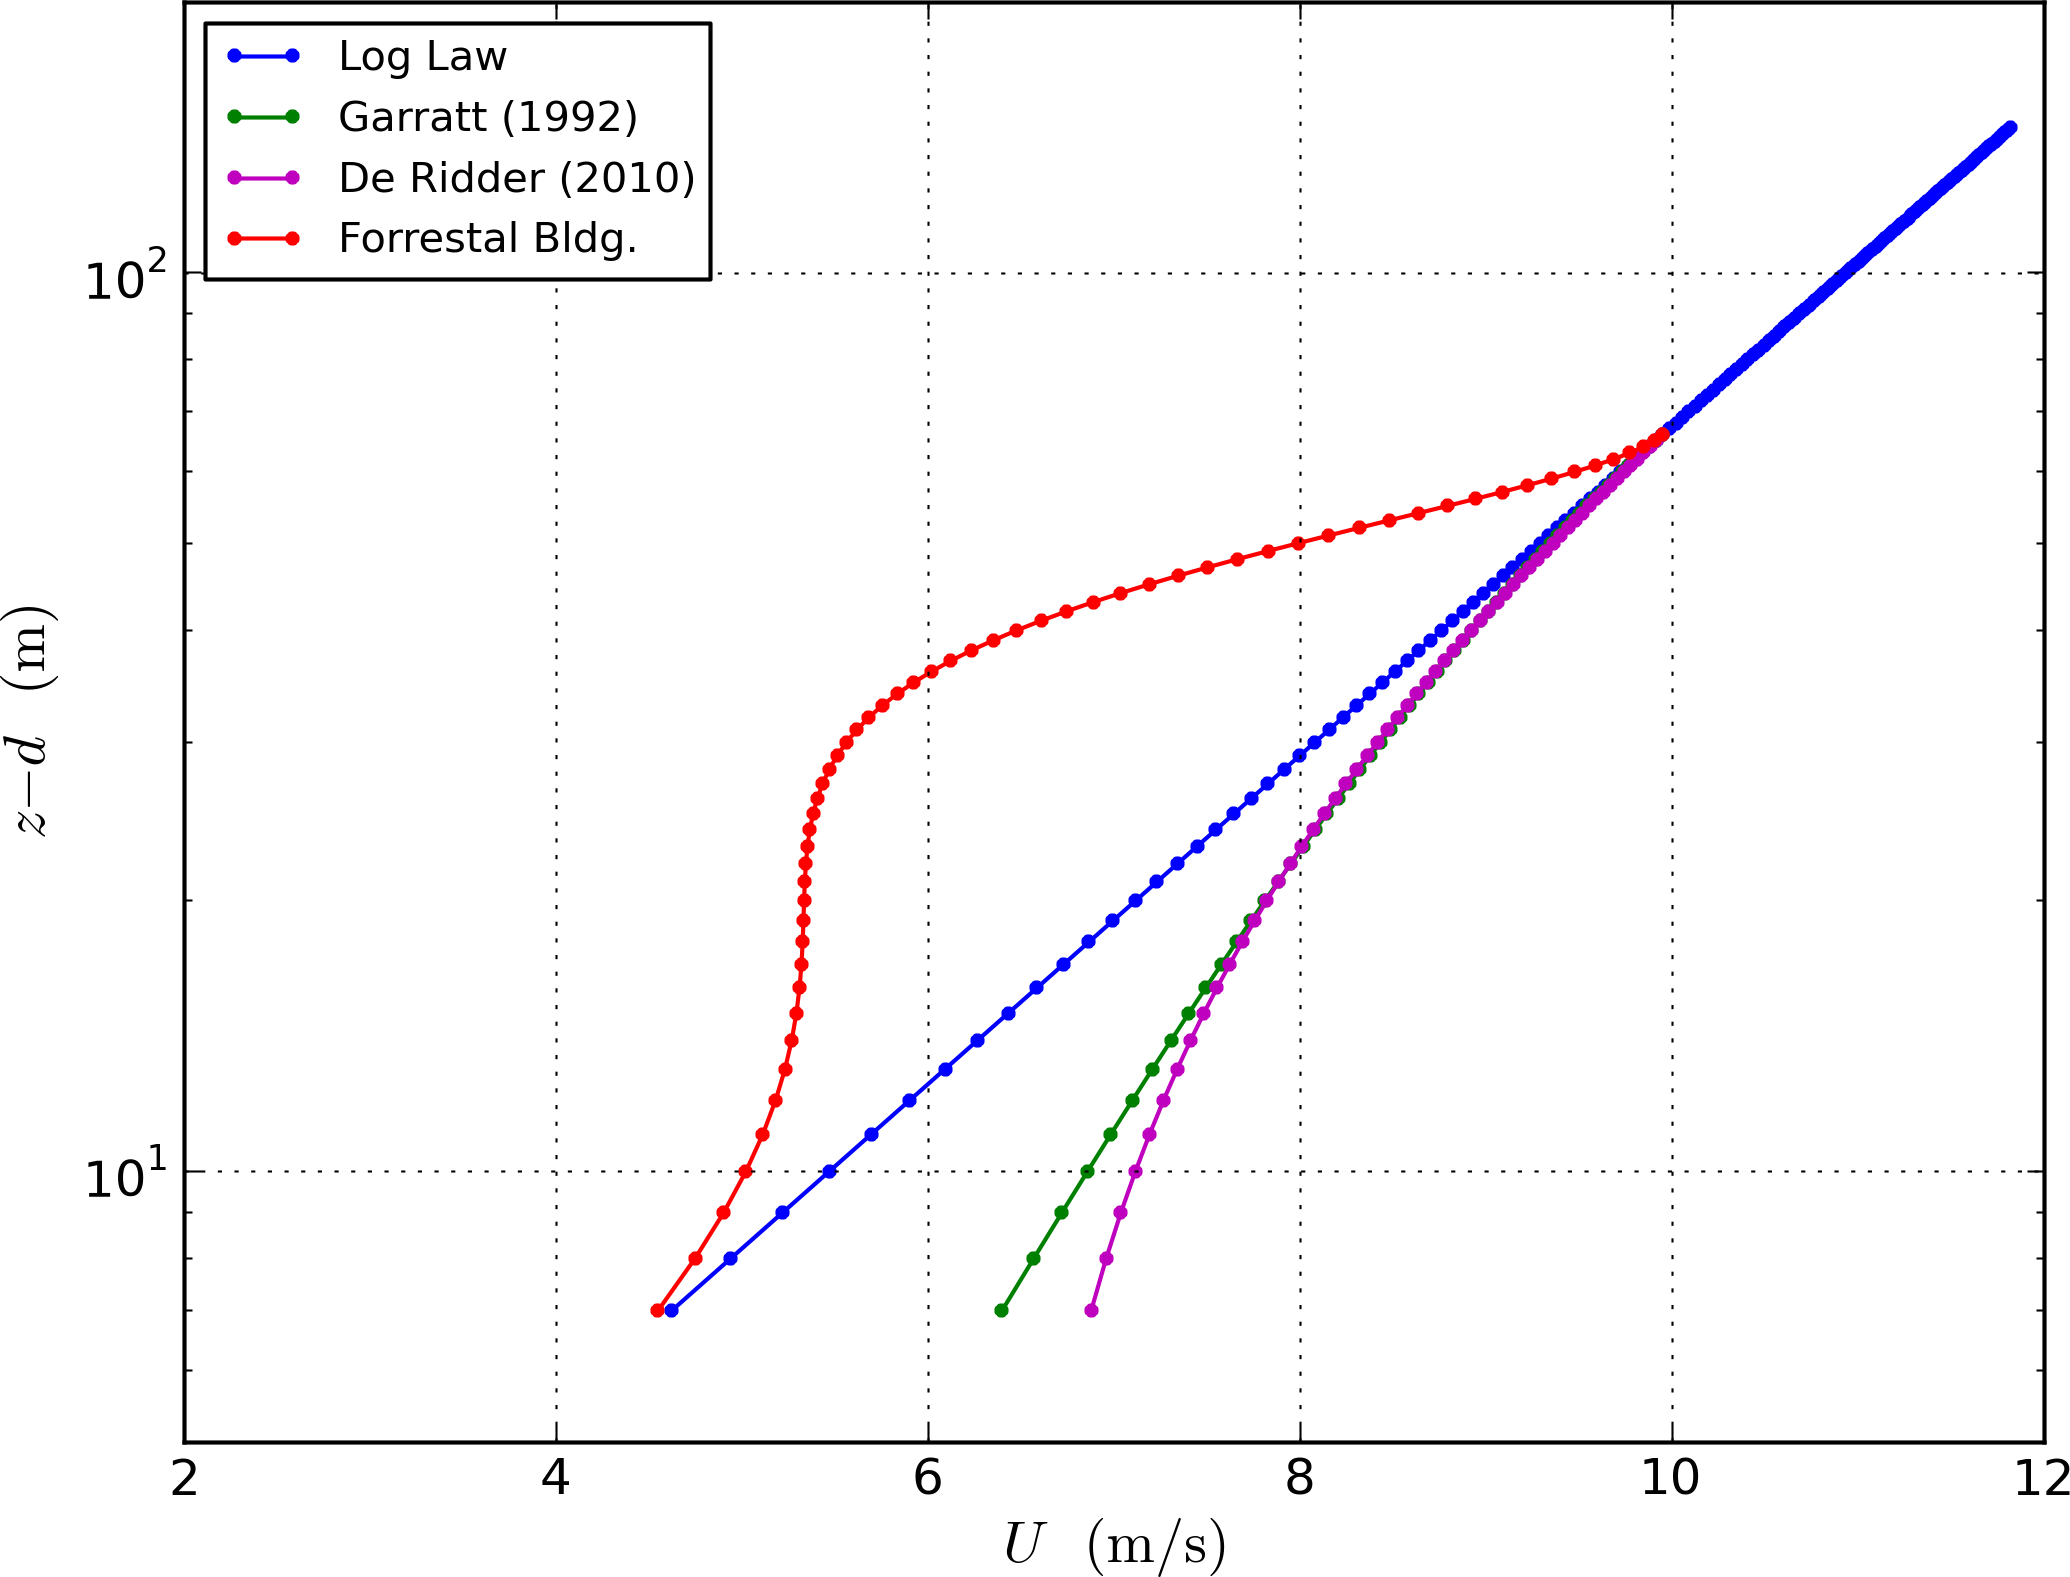 Log Law
Garratt (1992)
De Ridder (2010)
Forrestal Bldg.
10²
10¹
z−d (m)
2 4 6 8 10 12
U (m/s)